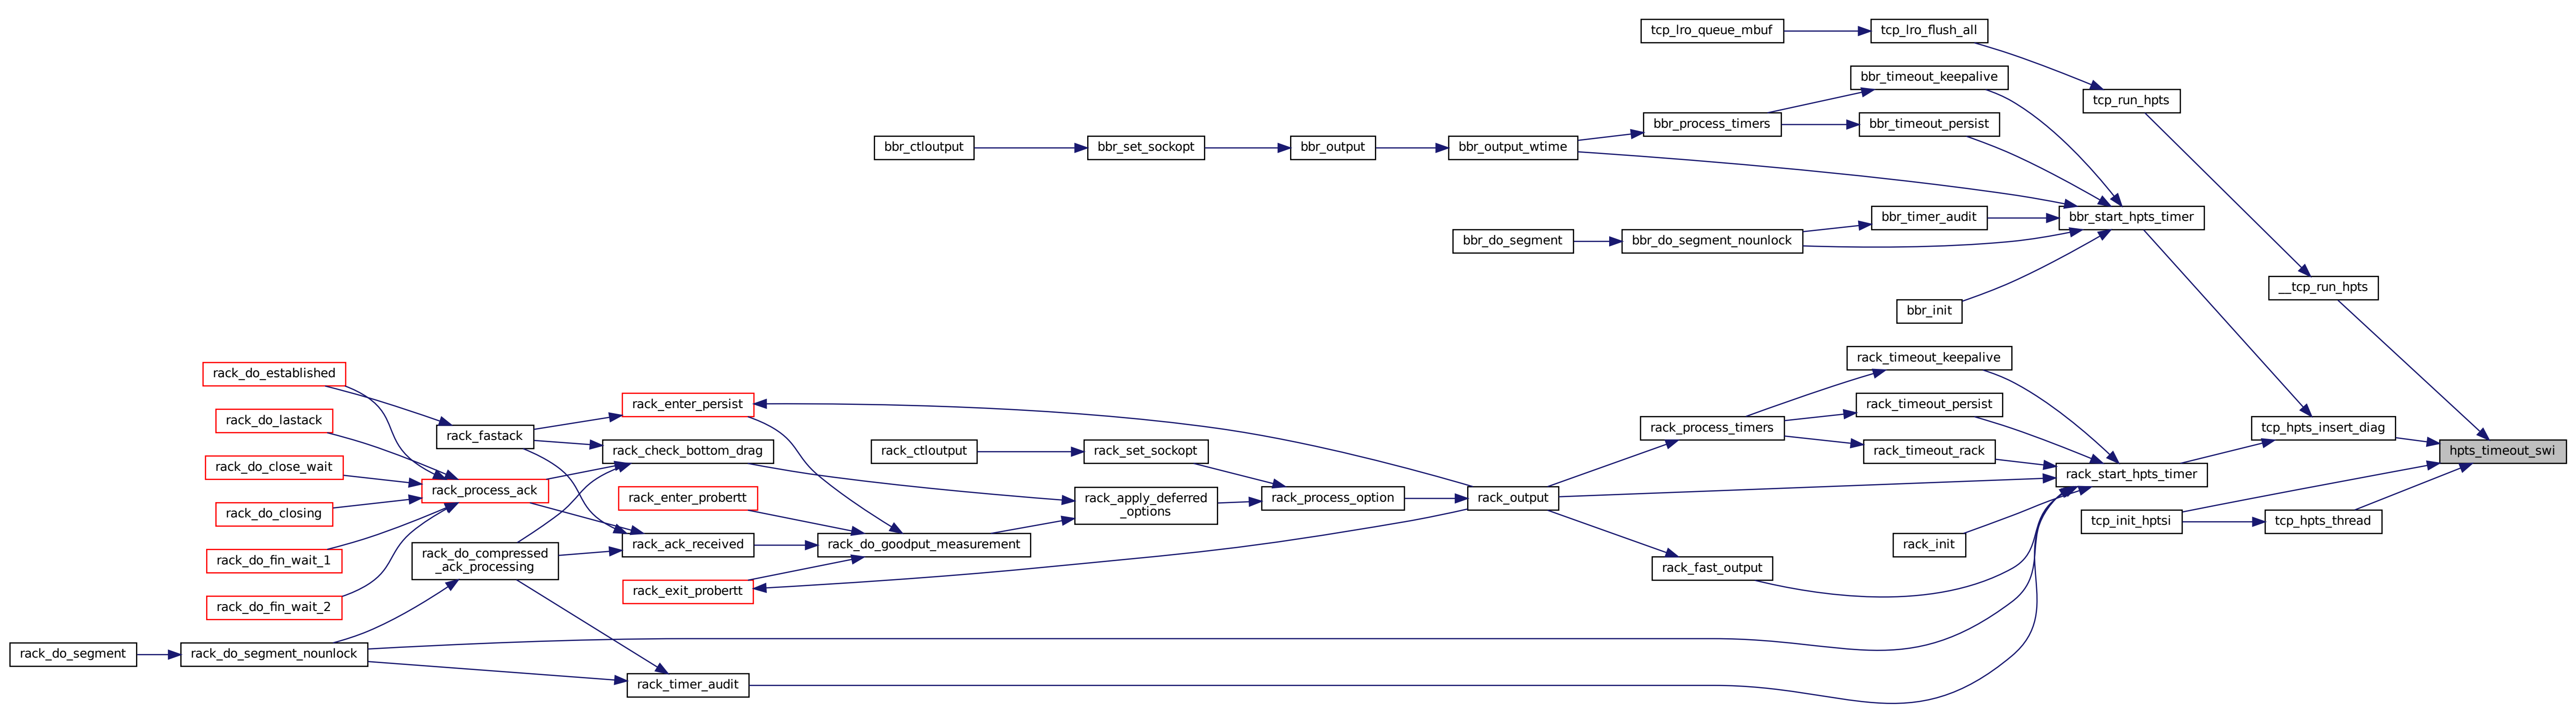 tcp_lro_queue_mbuf
tcp_lro_flush_all
bbr_timeout_keepalive
tcp_run_hpts
bbr_process_timers
bbr_timeout_persist
bbr_ctloutput
bbr_set_sockopt
bbr_output
bbr_output_wtime
bbr_timer_audit
bbr_start_hpts_timer
bbr_do_segment
bbr_do_segment_nounlock
__tcp_run_hpts
bbr_init
rack_timeout_keepalive
rack_do_established
rack_enter_persist
rack_timeout_persist
rack_do_lastack
rack_fastack
rack_process_timers
tcp_hpts_insert_diag
rack_check_bottom_drag
rack_ctloutput
rack_set_sockopt
rack_timeout_rack
hpts_timeout_swi
rack_do_close_wait
rack_start_hpts_timer
rack_process_ack
rack_enter_probertt
rack_apply_deferred
_options
rack_process_option
rack_output
rack_do_closing
tcp_init_hptsi
tcp_hpts_thread
rack_ack_received
rack_do_goodput_measurement
rack_init
rack_do_fin_wait_1
rack_do_compressed
_ack_processing
rack_fast_output
rack_exit_probertt
rack_do_fin_wait_2
rack_do_segment
rack_do_segment_nounlock
rack_timer_audit